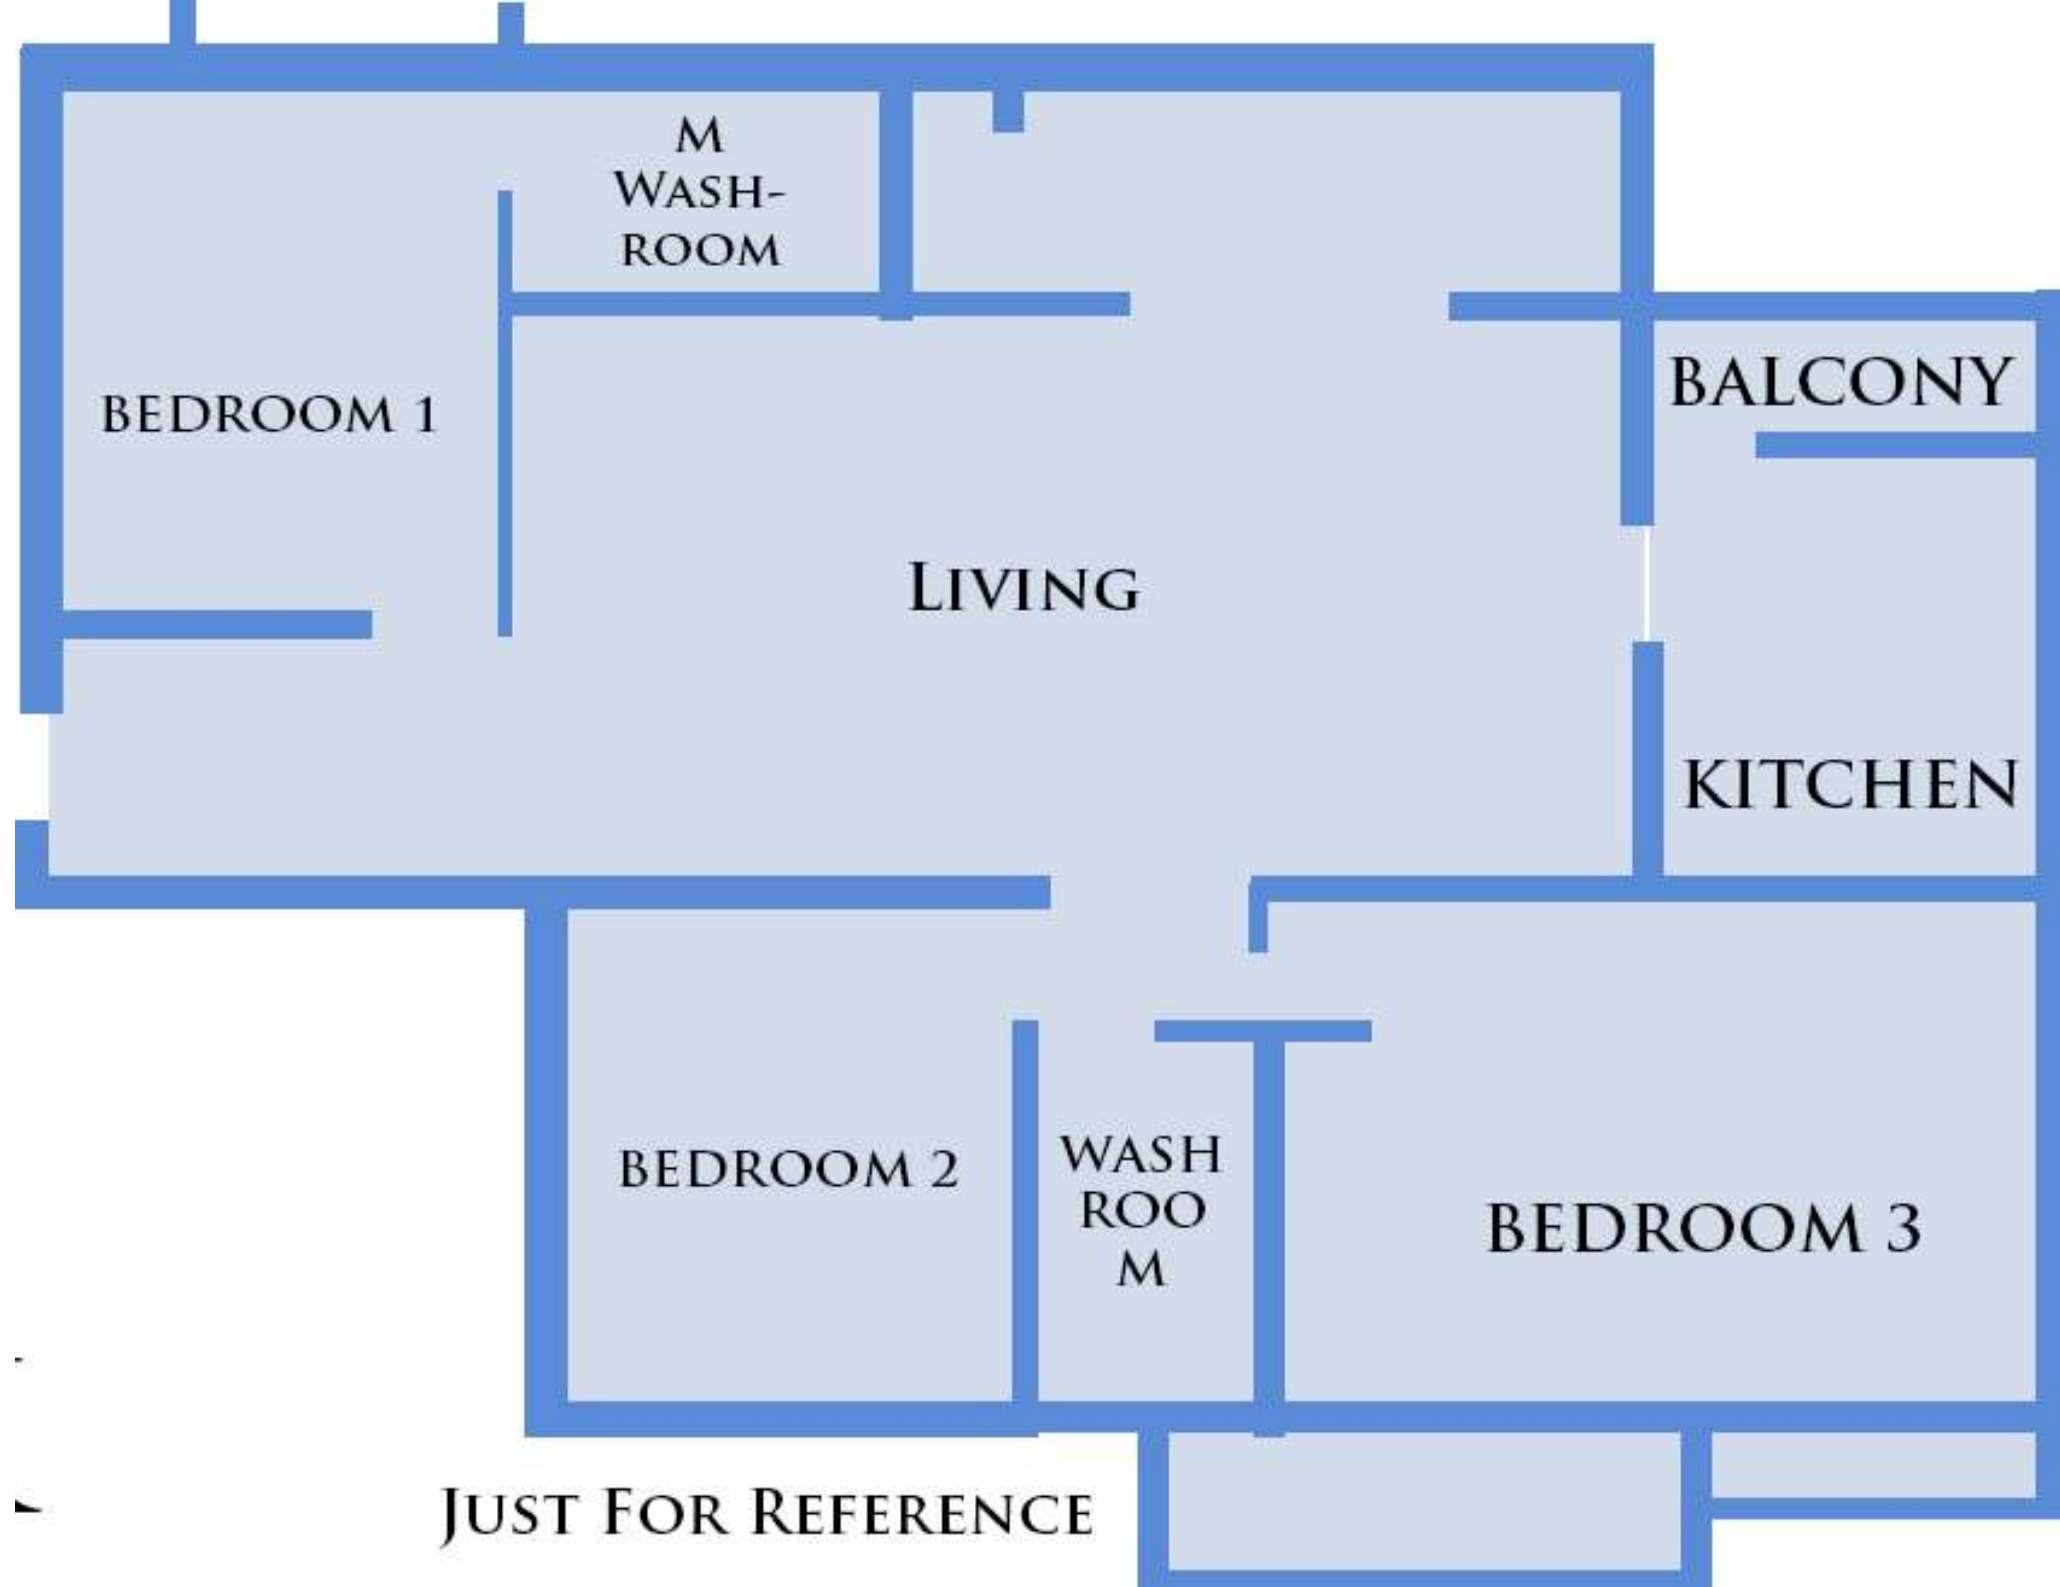 M
WASH-
ROOM
BEDROOM 1
BALCONY
LIVING
KITCHEN
BEDROOM 2
WASH
ROO
M
BEDROOM 3
JUST FOR REFERENCE